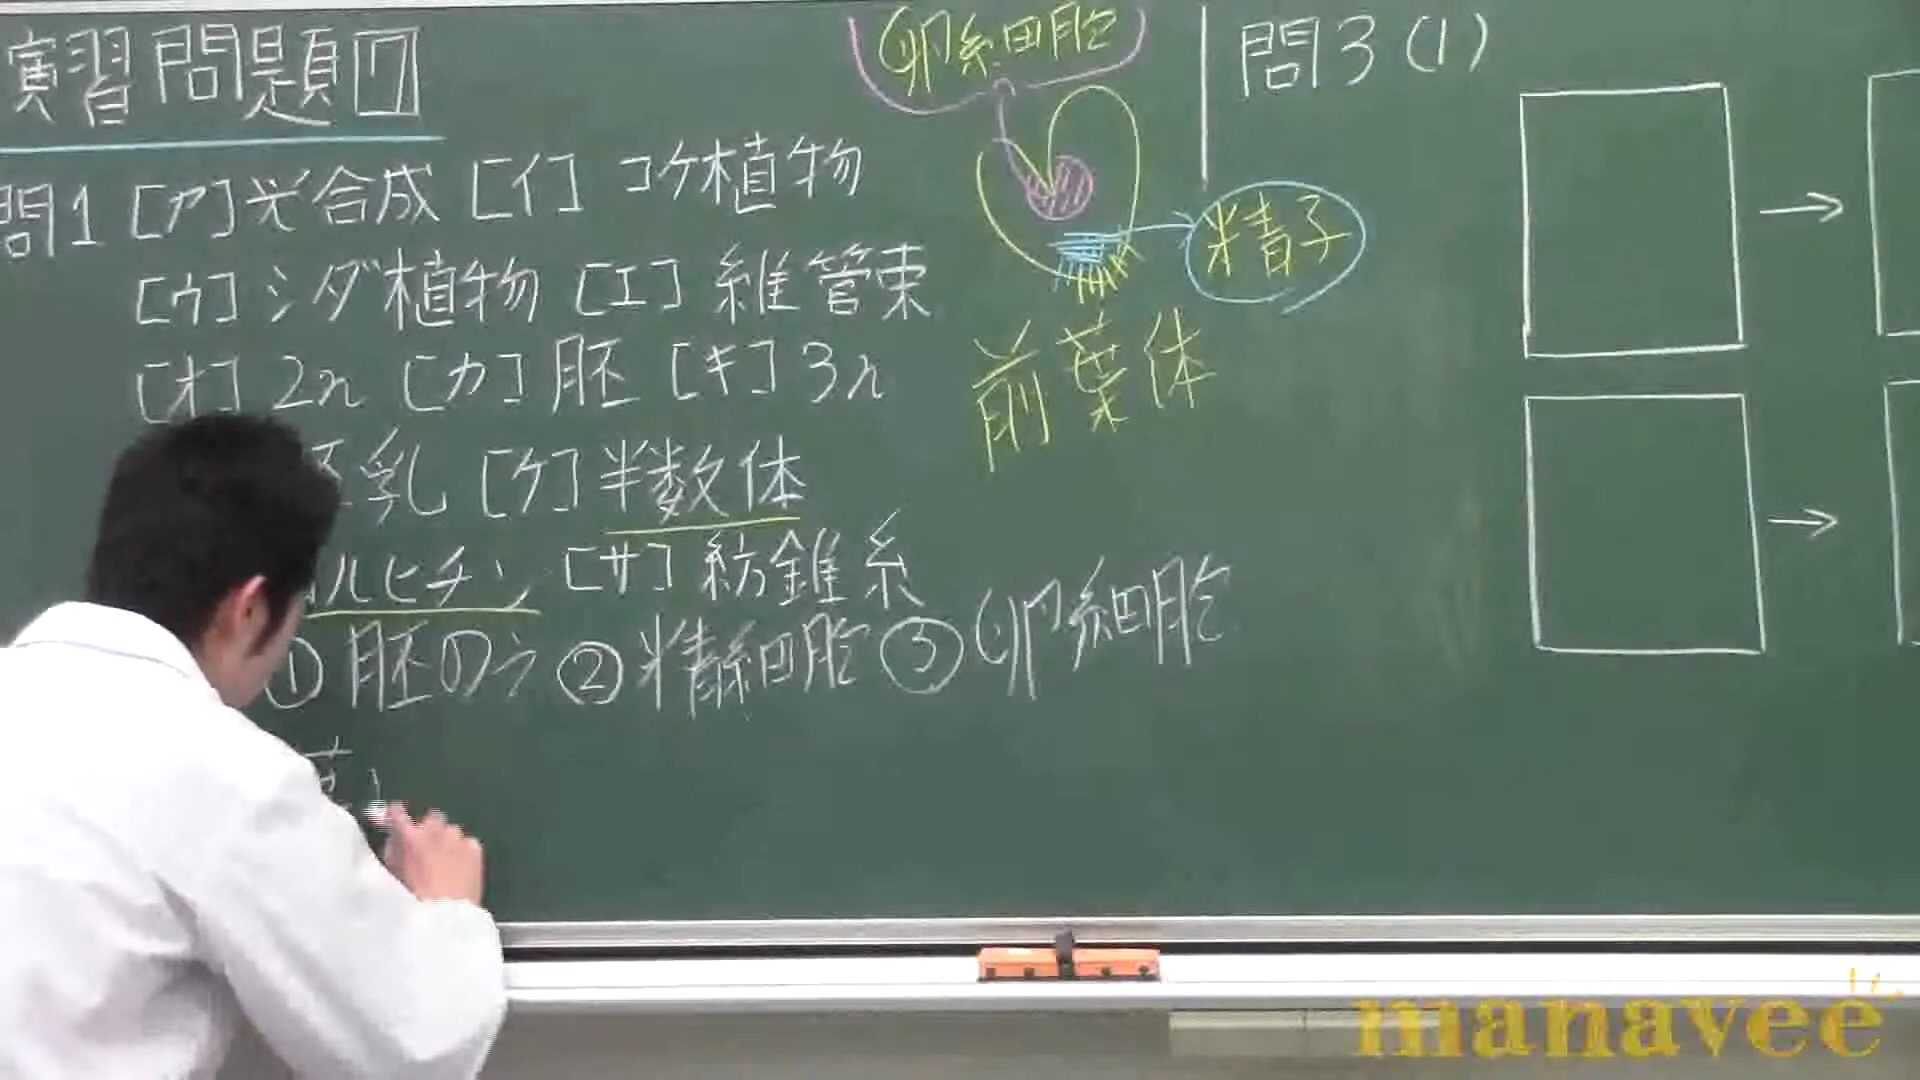 演習問題7
問1 [ア]光合成 [イ]コケ植物
[ウ]シダ植物 [エ]維管束
[オ] 2n [カ]胚 [キ] 3n
乳 [ケ]半数体
ルヒチン [サ]紡錘糸
①胚のう ②精細胞 ③卵細胞
卵細胞
精子
前葉体
問3(1)
manavee